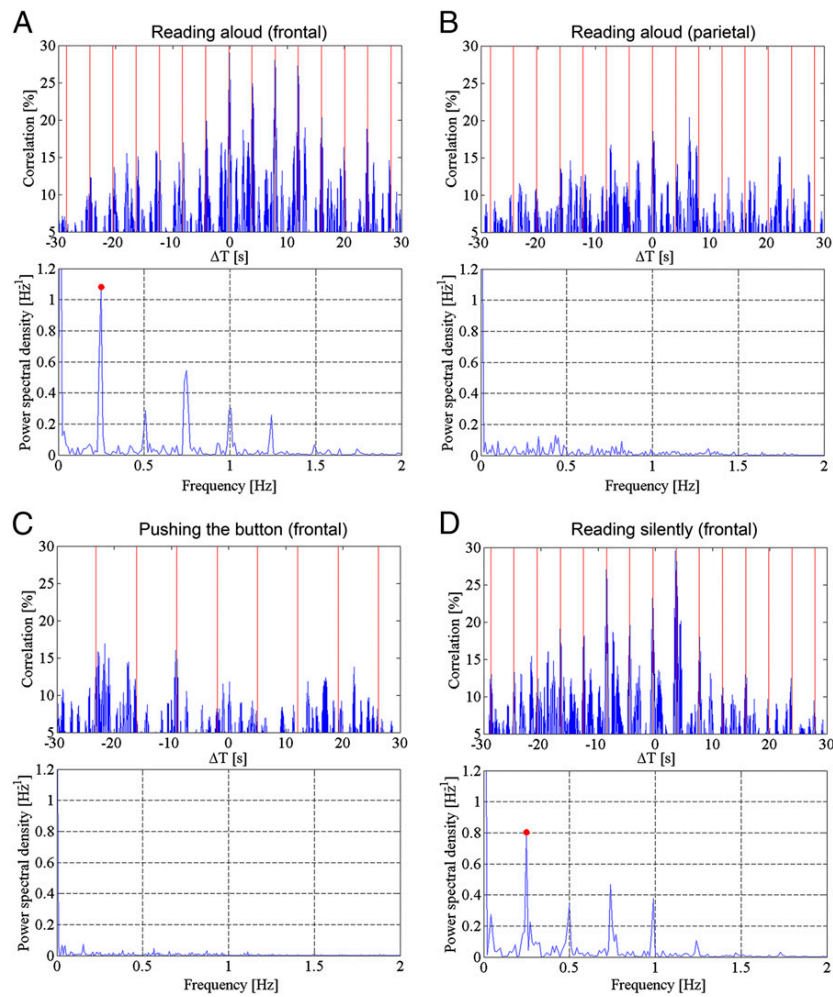 A
Reading aloud (frontal)
Correlation [%]
30
25
20
15
10
5
-30 -20 -10 0 10 20 30
ΔT [s]
Power spectral density [Hz¹]
1.2
1
0.8
0.6
0.4
0.2
0
0 0.5 1 1.5 2
Frequency [Hz]
B
Reading aloud (parietal)
Correlation [%]
30
25
20
15
10
5
-30 -20 -10 0 10 20 30
ΔT [s]
Power spectral density [Hz¹]
1.2
1
0.8
0.6
0.4
0.2
0
0 0.5 1 1.5 2
Frequency [Hz]
C
Pushing the button (frontal)
Correlation [%]
30
25
20
15
10
5
-30 -20 -10 0 10 20 30
ΔT [s]
Power spectral density [Hz¹]
1.2
1
0.8
0.6
0.4
0.2
0
0 0.5 1 1.5 2
Frequency [Hz]
D
Reading silently (frontal)
Correlation [%]
30
25
20
15
10
5
-30 -20 -10 0 10 20 30
ΔT [s]
Power spectral density [Hz¹]
1.2
1
0.8
0.6
0.4
0.2
0
0 0.5 1 1.5 2
Frequency [Hz]